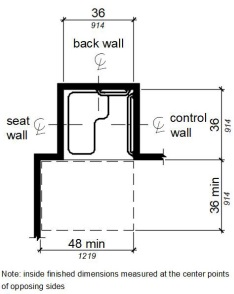 36
914
back wall
℄
seat
wall
℄
℄
control
wall
36
914
36 min
914
48 min
1219
Note: inside finished dimensions measured at the center points
of opposing sides